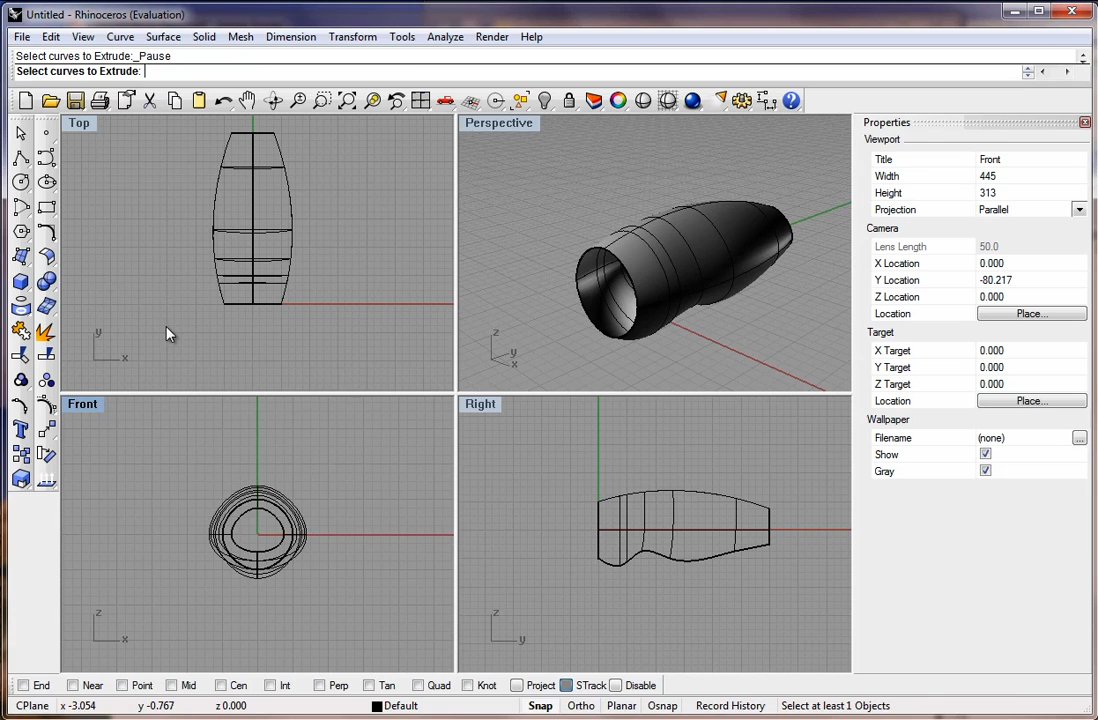 Untitled - Rhinoceros (Evaluation)
File Edit View Curve Surface Solid Mesh Dimension Transform Tools Analyze Render Help
Select curves to Extrude:_Pause
Select curves to Extrude:
Top
Perspective
y
x
z
y
x
Front
Right
z
x
z
y
Properties
Viewport
Title Front
Width 445
Height 313
Projection Parallel
Camera
Lens Length 50.0
X Location 0.000
Y Location -80.217
Z Location 0.000
Location Place...
Target
X Target 0.000
Y Target 0.000
Z Target 0.000
Location Place...
Wallpaper
Filename (none) ...
Show
Gray
End Near Point Mid Cen Int Perp Tan Quad Knot Project STrack Disable
CPlane x -3.054 y -0.767 z 0.000 Default Snap Ortho Planar Osnap Record History Select at least 1 Objects